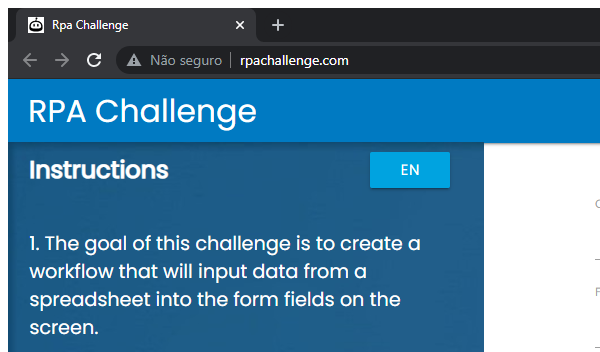 Rpa Challenge
Não seguro rpachallenge.com
RPA Challenge
Instructions
EN
1. The goal of this challenge is to create a
workflow that will input data from a
spreadsheet into the form fields on the
screen.